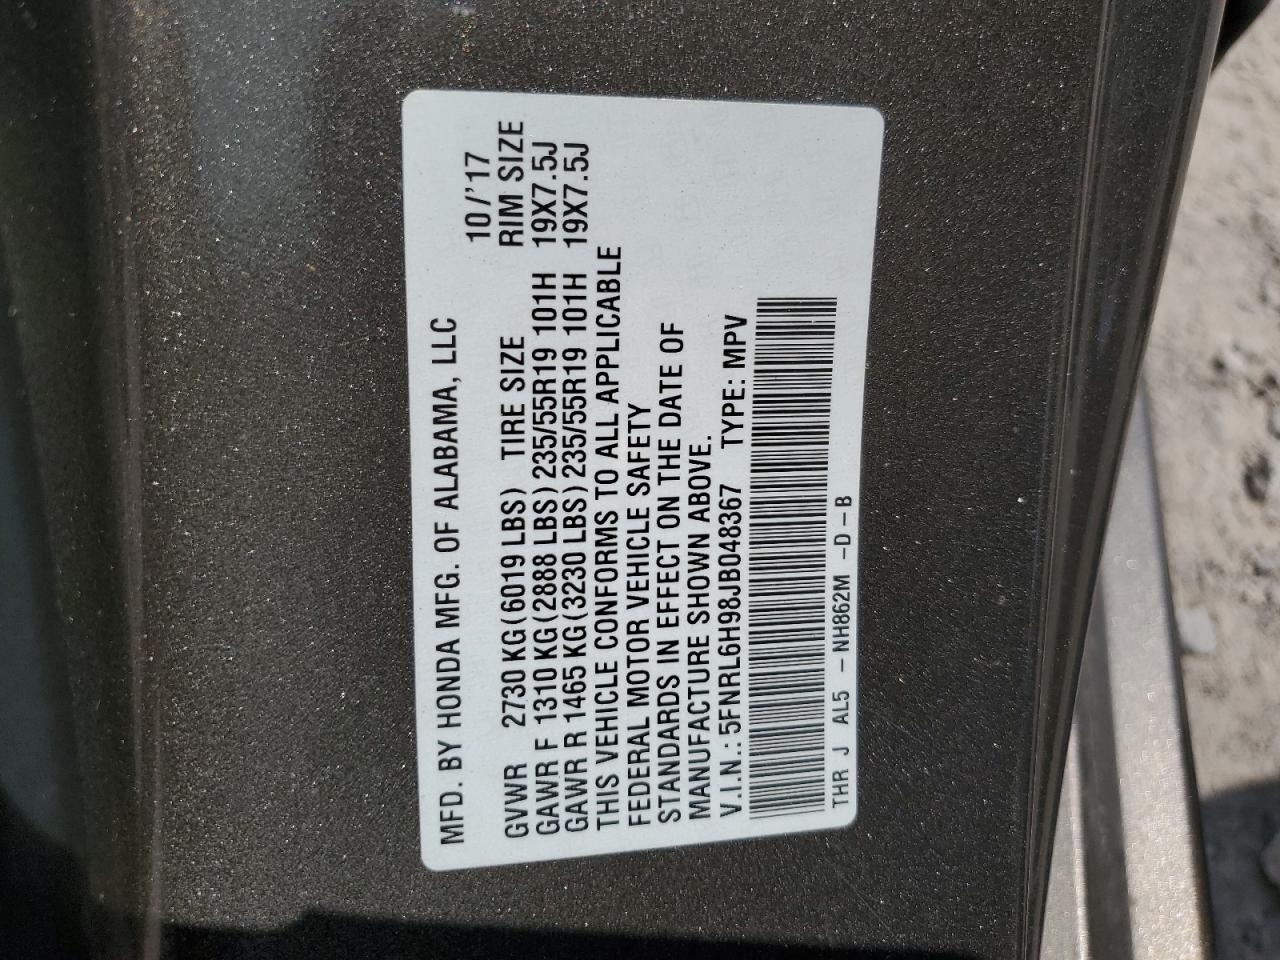 MFD. BY HONDA MFG. OF ALABAMA, LLC
10/'17
GVWR 2730 KG (6019 LBS) TIRE SIZE RIM SIZE
GAWR F 1310 KG (2888 LBS) 235/55R19 101H 19X7.5J
GAWR R 1465 KG (3230 LBS) 235/55R19 101H 19X7.5J
THIS VEHICLE CONFORMS TO ALL APPLICABLE
FEDERAL MOTOR VEHICLE SAFETY
STANDARDS IN EFFECT ON THE DATE OF
MANUFACTURE SHOWN ABOVE.
V.I.N.: 5FNRL6H98JB048367 TYPE: MPV
THR J AL5 - NH862M - D - B